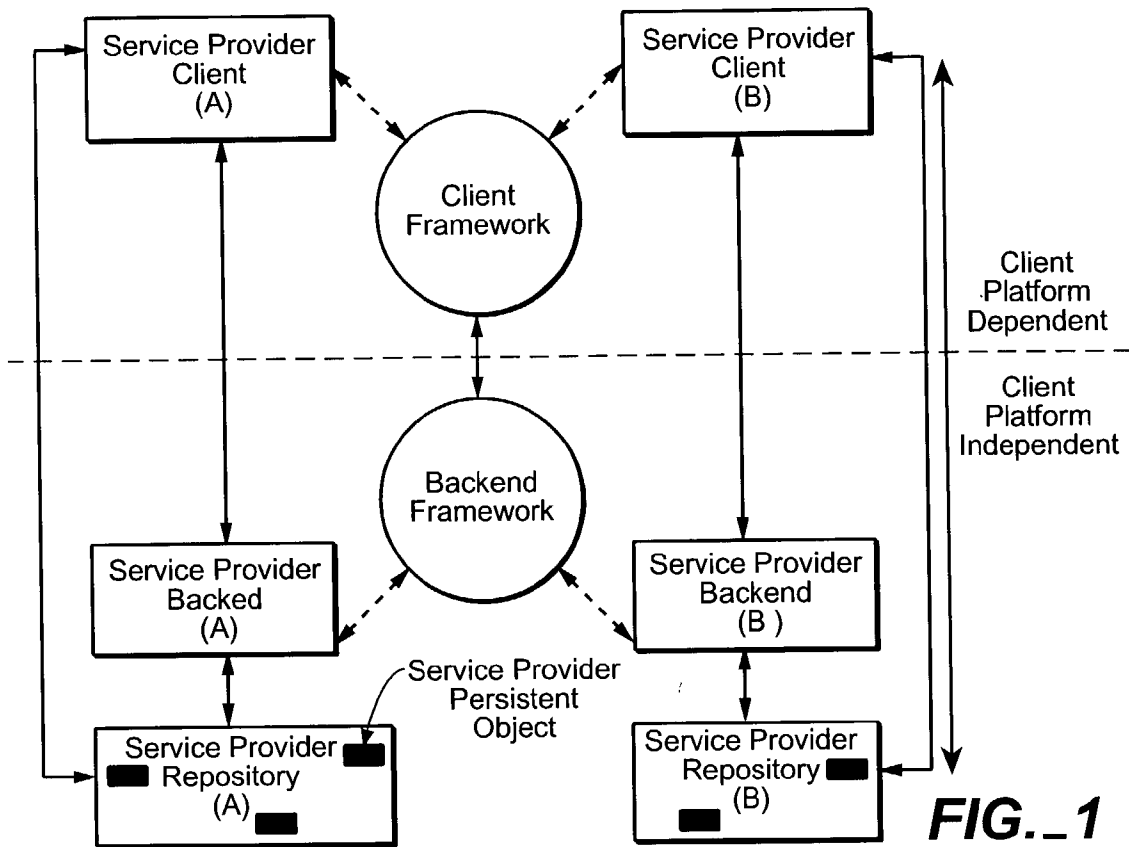 Service Provider
Client
(A)
Service Provider
Client
(B)
Client
Framework
Client
Platform
Dependent
Client
Platform
Independent
Backend
Framework
Service Provider
Backed
(A)
Service Provider
Backend
(B )
Service Provider
Persistent
Object
Service Provider
Repository
(A)
Service Provider
Repository
(B)
FIG._1